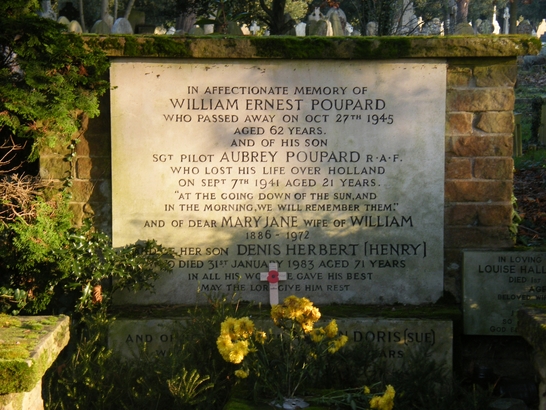 IN AFFECTIONATE MEMORY OF
WILLIAM ERNEST POUPARD
WHO PASSED AWAY ON OCT 27TH 1945
AGED 62 YEARS.
AND OF HIS SON
SGT PILOT AUBREY POUPARD R·A·F.
WHO LOST HIS LIFE OVER HOLLAND
ON SEPT 7TH 1941 AGED 21 YEARS.
"AT THE GOING DOWN OF THE SUN, AND
IN THE MORNING, WE WILL REMEMBER THEM."
AND OF DEAR MARY JANE WIFE OF WILLIAM
1886 - 1972
HER SON DENIS HERBERT (HENRY)
DIED 31ST JANUARY 1983 AGED 71 YEARS
IN ALL HIS GAVE HIS BEST
MAY THE GIVE HIM REST
AND DORIS (SUE)
IN LOVING
LOUISE HALL
DIED
BELOVED